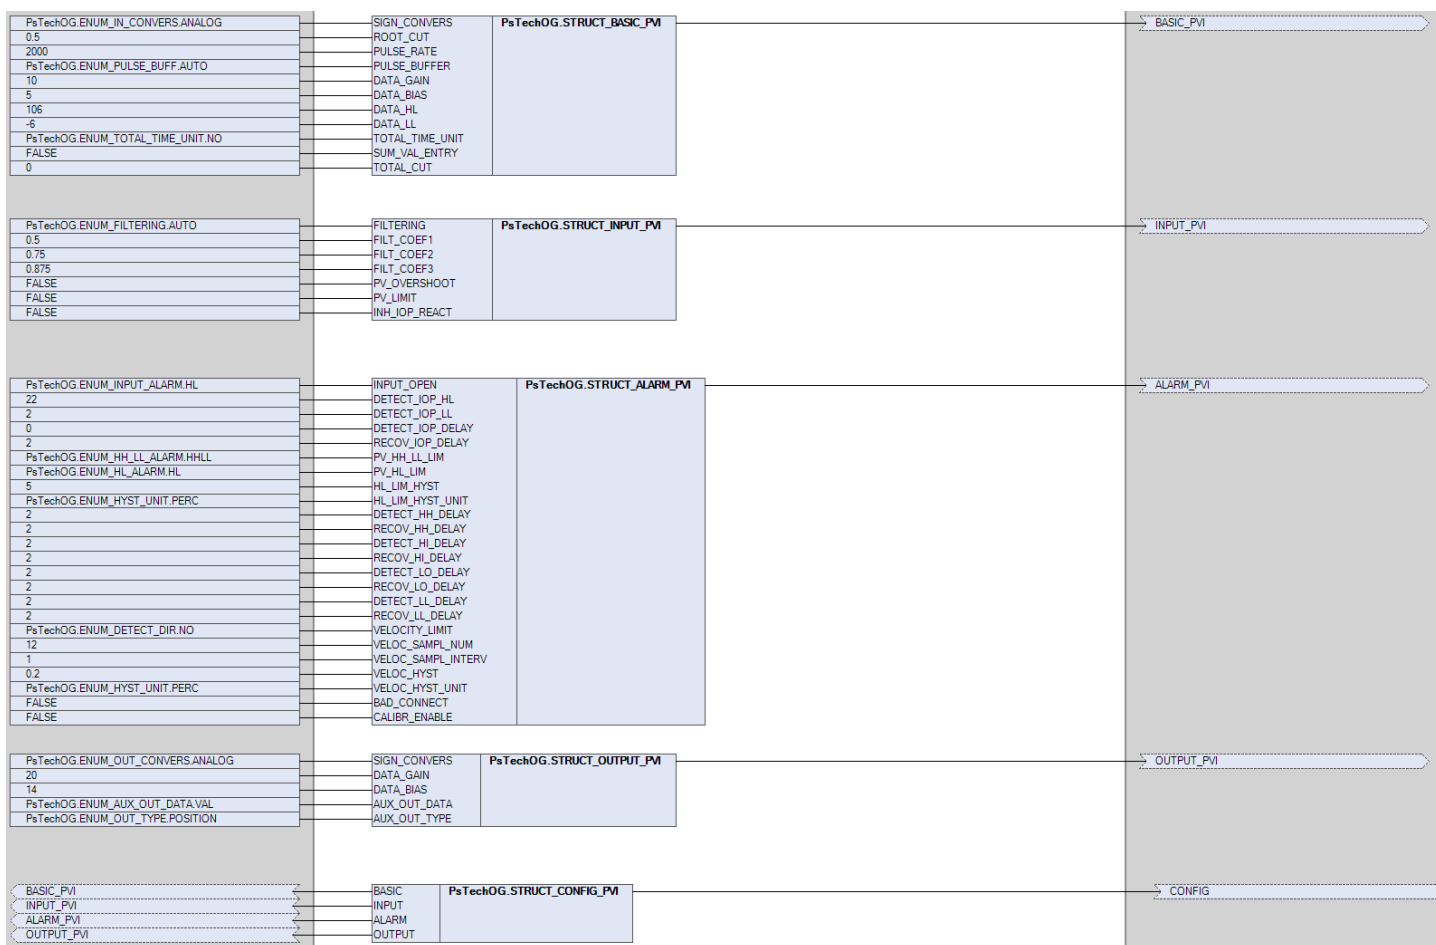 PsTechOG.ENUM_IN_CONVERS.ANALOG SIGN_CONVERS PsTechOG.STRUCT_BASIC_PVI BASIC_PVI
0.5 ROOT_CUT
2000 PULSE_RATE
PsTechOG.ENUM_PULSE_BUFF.AUTO PULSE_BUFFER
10 DATA_GAIN
5 DATA_BIAS
106 DATA_HL
-6 DATA_LL
PsTechOG.ENUM_TOTAL_TIME_UNIT.NO TOTAL_TIME_UNIT
FALSE SUM_VAL_ENTRY
0 TOTAL_CUT
PsTechOG.ENUM_FILTERING.AUTO FILTERING PsTechOG.STRUCT_INPUT_PVI INPUT_PVI
0.5 FILT_COEF1
0.75 FILT_COEF2
0.875 FILT_COEF3
FALSE PV_OVERSHOOT
FALSE PV_LIMIT
FALSE INH_IOP_REACT
PsTechOG.ENUM_INPUT_ALARM.HL INPUT_OPEN PsTechOG.STRUCT_ALARM_PVI ALARM_PVI
22 DETECT_IOP_HL
2 DETECT_IOP_LL
0 DETECT_IOP_DELAY
2 RECOV_IOP_DELAY
PsTechOG.ENUM_HH_LL_ALARM.HHLL PV_HH_LL_LIM
PsTechOG.ENUM_HL_ALARM.HL PV_HL_LIM
5 HL_LIM_HYST
PsTechOG.ENUM_HYST_UNIT.PERC HL_LIM_HYST_UNIT
2 DETECT_HH_DELAY
2 RECOV_HH_DELAY
2 DETECT_HI_DELAY
2 RECOV_HI_DELAY
2 DETECT_LO_DELAY
2 RECOV_LO_DELAY
2 DETECT_LL_DELAY
2 RECOV_LL_DELAY
PsTechOG.ENUM_DETECT_DIR.NO VELOCITY_LIMIT
12 VELOC_SAMPL_NUM
1 VELOC_SAMPL_INTERV
0.2 VELOC_HYST
PsTechOG.ENUM_HYST_UNIT.PERC VELOC_HYST_UNIT
FALSE BAD_CONNECT
FALSE CALIBR_ENABLE
PsTechOG.ENUM_OUT_CONVERS.ANALOG SIGN_CONVERS PsTechOG.STRUCT_OUTPUT_PVI OUTPUT_PVI
20 DATA_GAIN
14 DATA_BIAS
PsTechOG.ENUM_AUX_OUT_DATA.VAL AUX_OUT_DATA
PsTechOG.ENUM_OUT_TYPE.POSITION AUX_OUT_TYPE
BASIC_PVI BASIC PsTechOG.STRUCT_CONFIG_PVI CONFIG
INPUT_PVI INPUT
ALARM_PVI ALARM
OUTPUT_PVI OUTPUT